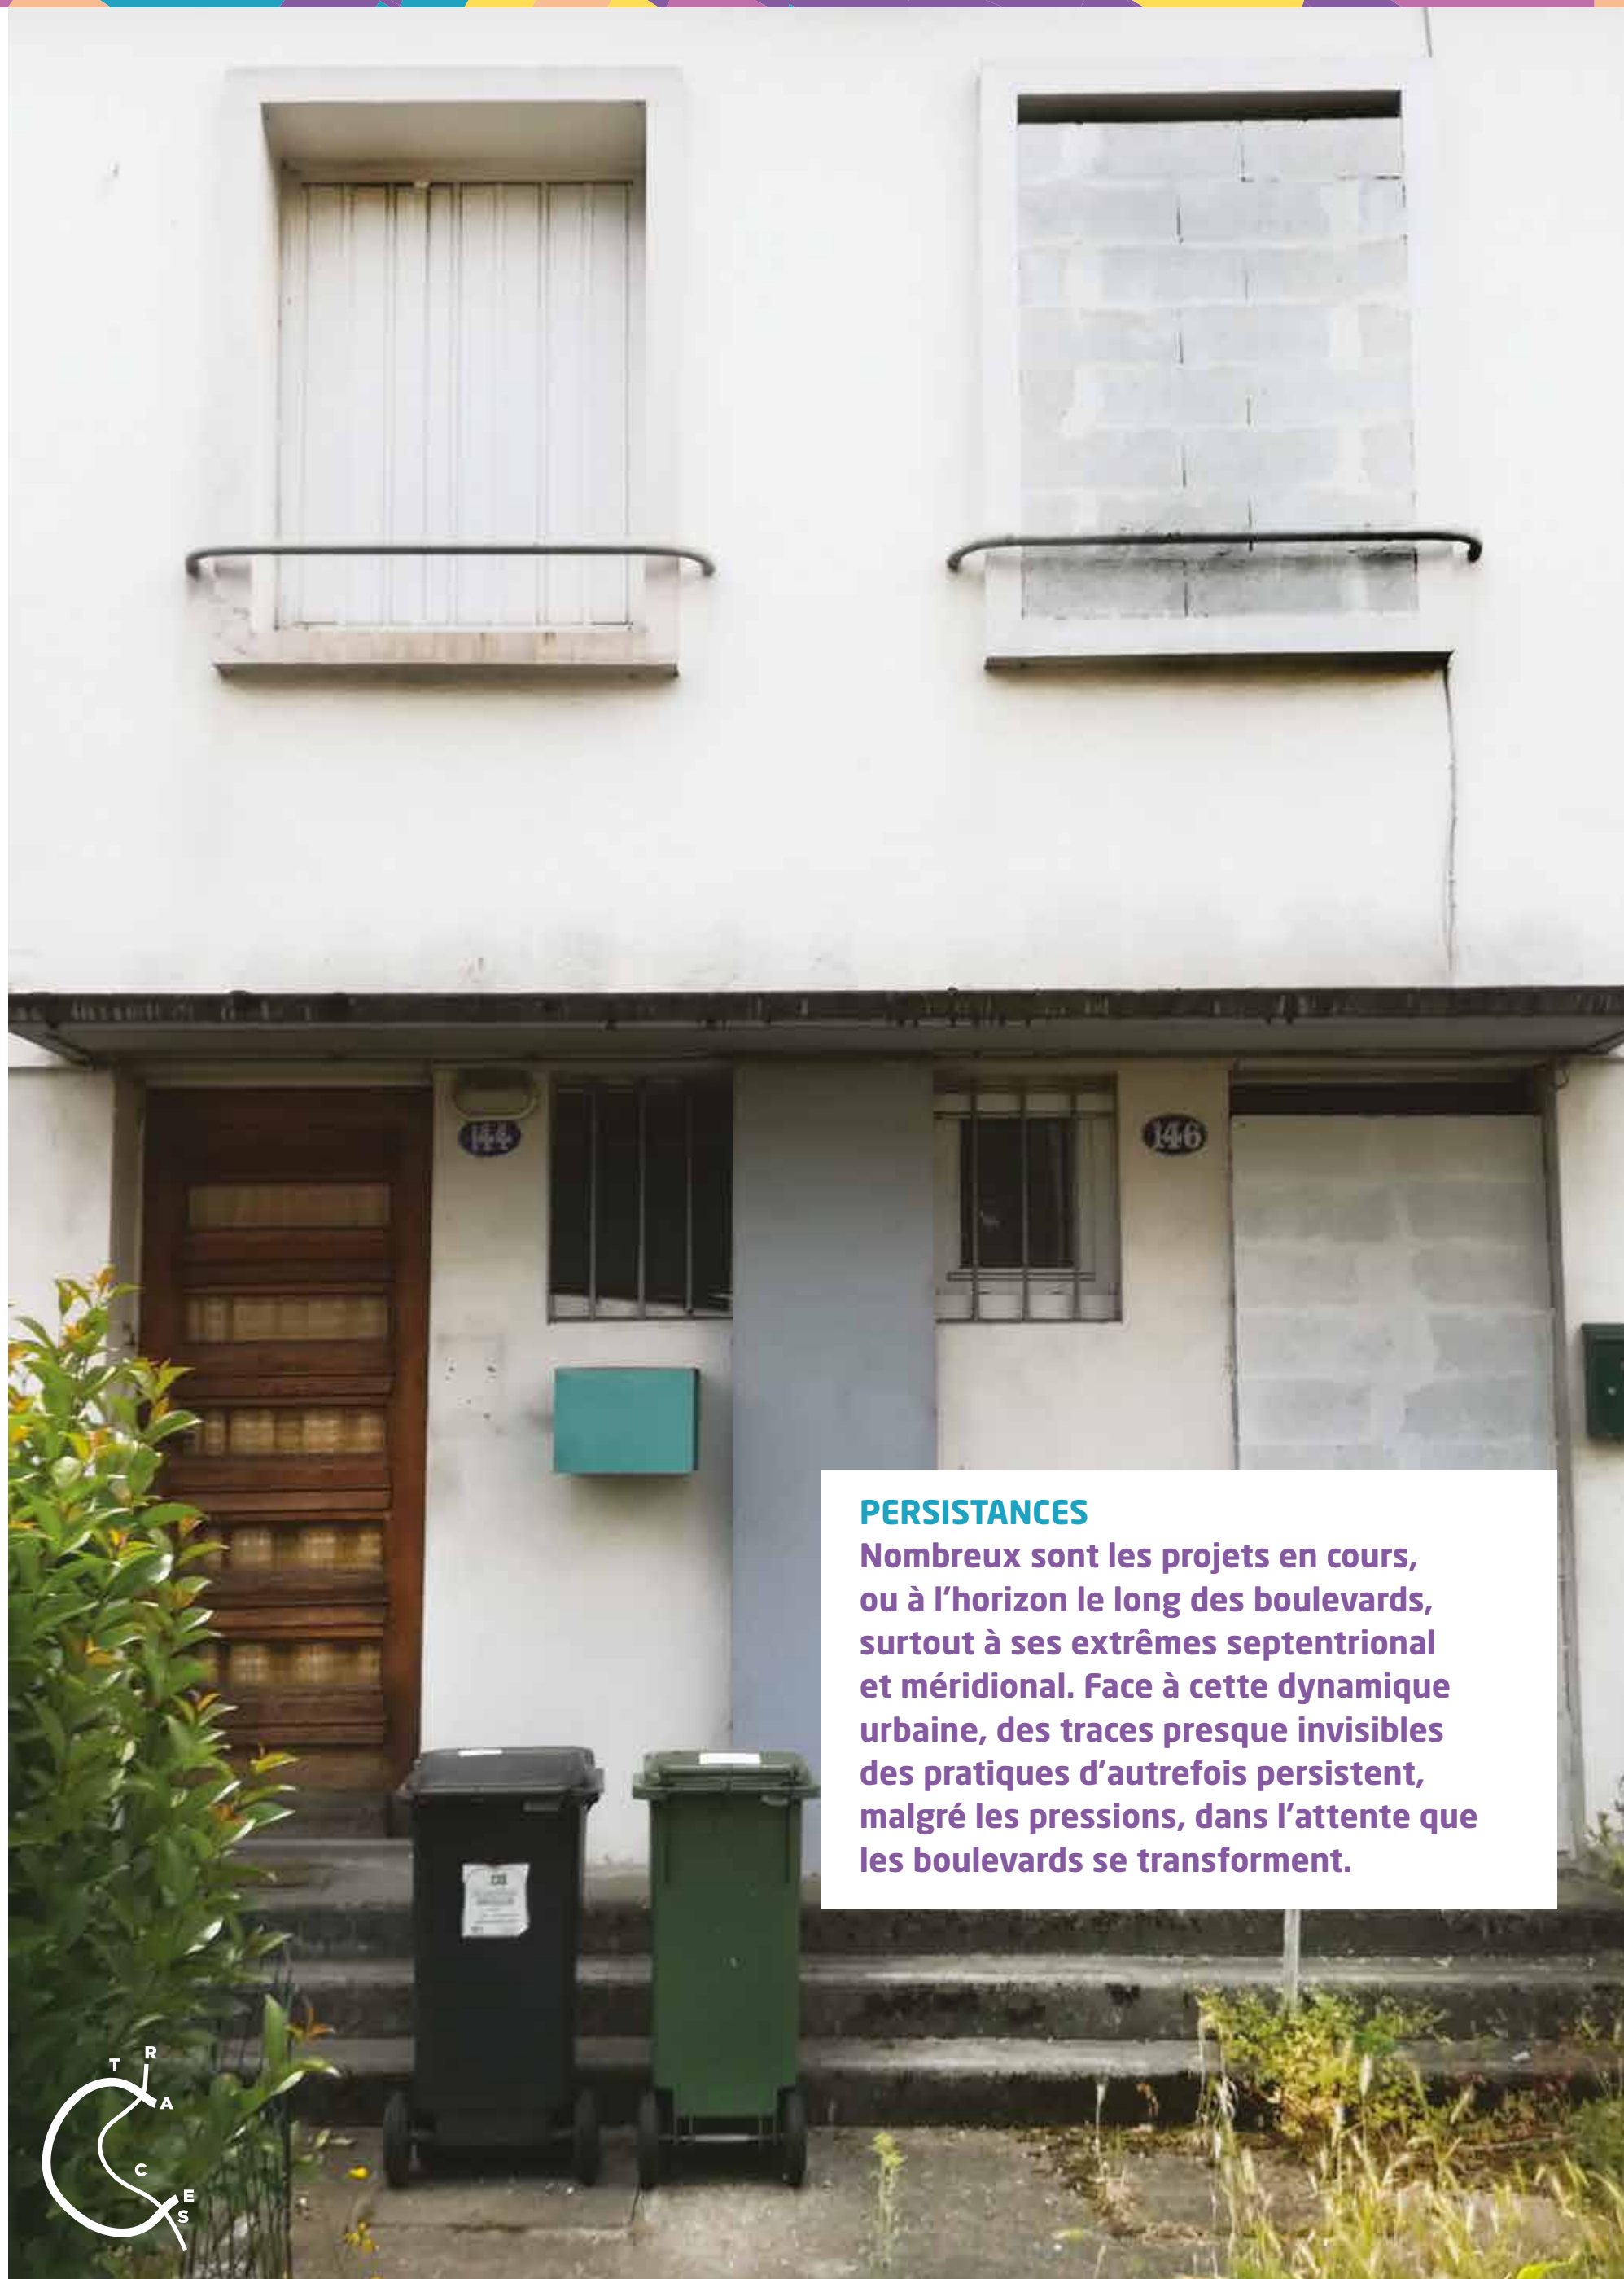 144
146
PERSISTANCES
Nombreux sont les projets en cours,
ou à l’horizon le long des boulevards,
surtout à ses extrêmes septentrional
et méridional. Face à cette dynamique
urbaine, des traces presque invisibles
des pratiques d’autrefois persistent,
malgré les pressions, dans l’attente que
les boulevards se transforment.
T R A C E S